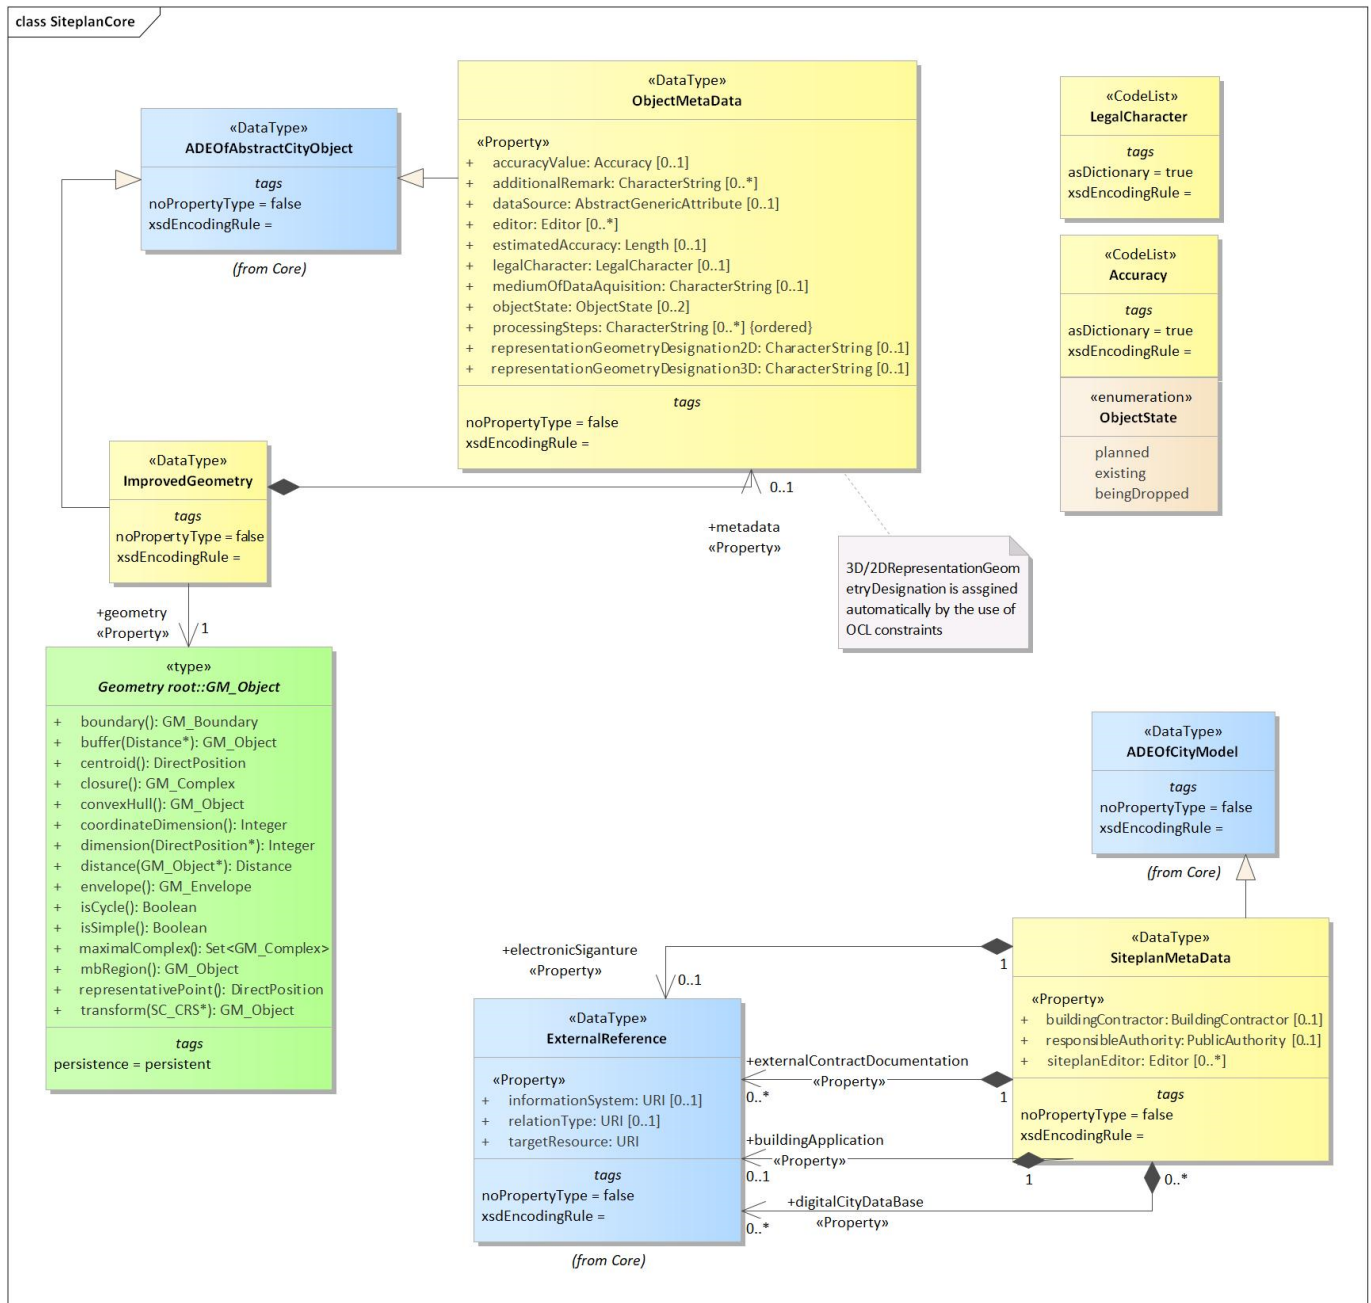 class SiteplanCore
«DataType»
ADEOfAbstractCityObject
tags
noPropertyType = false
xsdEncodingRule =
(from Core)
«DataType»
ObjectMetaData
«Property»
+ accuracyValue: Accuracy [0..1]
+ additionalRemark: CharacterString [0..*]
+ dataSource: AbstractGenericAttribute [0..1]
+ editor: Editor [0..*]
+ estimatedAccuracy: Length [0..1]
+ legalCharacter: LegalCharacter [0..1]
+ mediumOfDataAquisition: CharacterString [0..1]
+ objectState: ObjectState [0..2]
+ processingSteps: CharacterString [0..*] {ordered}
+ representationGeometryDesignation2D: CharacterString [0..1]
+ representationGeometryDesignation3D: CharacterString [0..1]
tags
noPropertyType = false
xsdEncodingRule =
«CodeList»
LegalCharacter
tags
asDictionary = true
xsdEncodingRule =
«CodeList»
Accuracy
tags
asDictionary = true
xsdEncodingRule =
«enumeration»
ObjectState
planned
existing
beingDropped
«DataType»
ImprovedGeometry
tags
noPropertyType = false
xsdEncodingRule =
0..1
+metadata
«Property»
3D/2DRepresentationGeom
etryDesignation is assgined
automatically by the use of
OCL constraints
+geometry
«Property»
1
«type»
Geometry root::GM_Object
+ boundary(): GM_Boundary
+ buffer(Distance*): GM_Object
+ centroid(): DirectPosition
+ closure(): GM_Complex
+ convexHull(): GM_Object
+ coordinateDimension(): Integer
+ dimension(DirectPosition*): Integer
+ distance(GM_Object*): Distance
+ envelope(): GM_Envelope
+ isCycle(): Boolean
+ isSimple(): Boolean
+ maximalComplex(): Set<GM_Complex>
+ mbRegion(): GM_Object
+ representativePoint(): DirectPosition
+ transform(SC_CRS*): GM_Object
tags
persistence = persistent
«DataType»
ADEOfCityModel
tags
noPropertyType = false
xsdEncodingRule =
(from Core)
«DataType»
SiteplanMetaData
«Property»
+ buildingContractor: BuildingContractor [0..1]
+ responsibleAuthority: PublicAuthority [0..1]
+ siteplanEditor: Editor [0..*]
tags
noPropertyType = false
xsdEncodingRule =
+electronicSiganture
«Property»
0..1
1
«DataType»
ExternalReference
«Property»
+ informationSystem: URI [0..1]
+ relationType: URI [0..1]
+ targetResource: URI
tags
noPropertyType = false
xsdEncodingRule =
(from Core)
+externalContractDocumentation
«Property»
0..*
1
+buildingApplication
«Property»
0..1
1
0..*
+digitalCityDataBase
«Property»
0..*